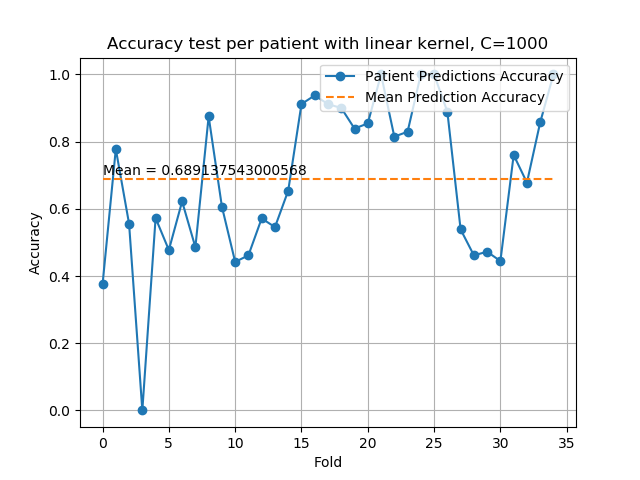 Accuracy test per patient with linear kernel, C=1000
Patient Predictions Accuracy
Mean Prediction Accuracy
Mean = 0.689137543000568
Accuracy
1.0
0.8
0.6
0.4
0.2
0.0
0 5 10 15 20 25 30 35
Fold